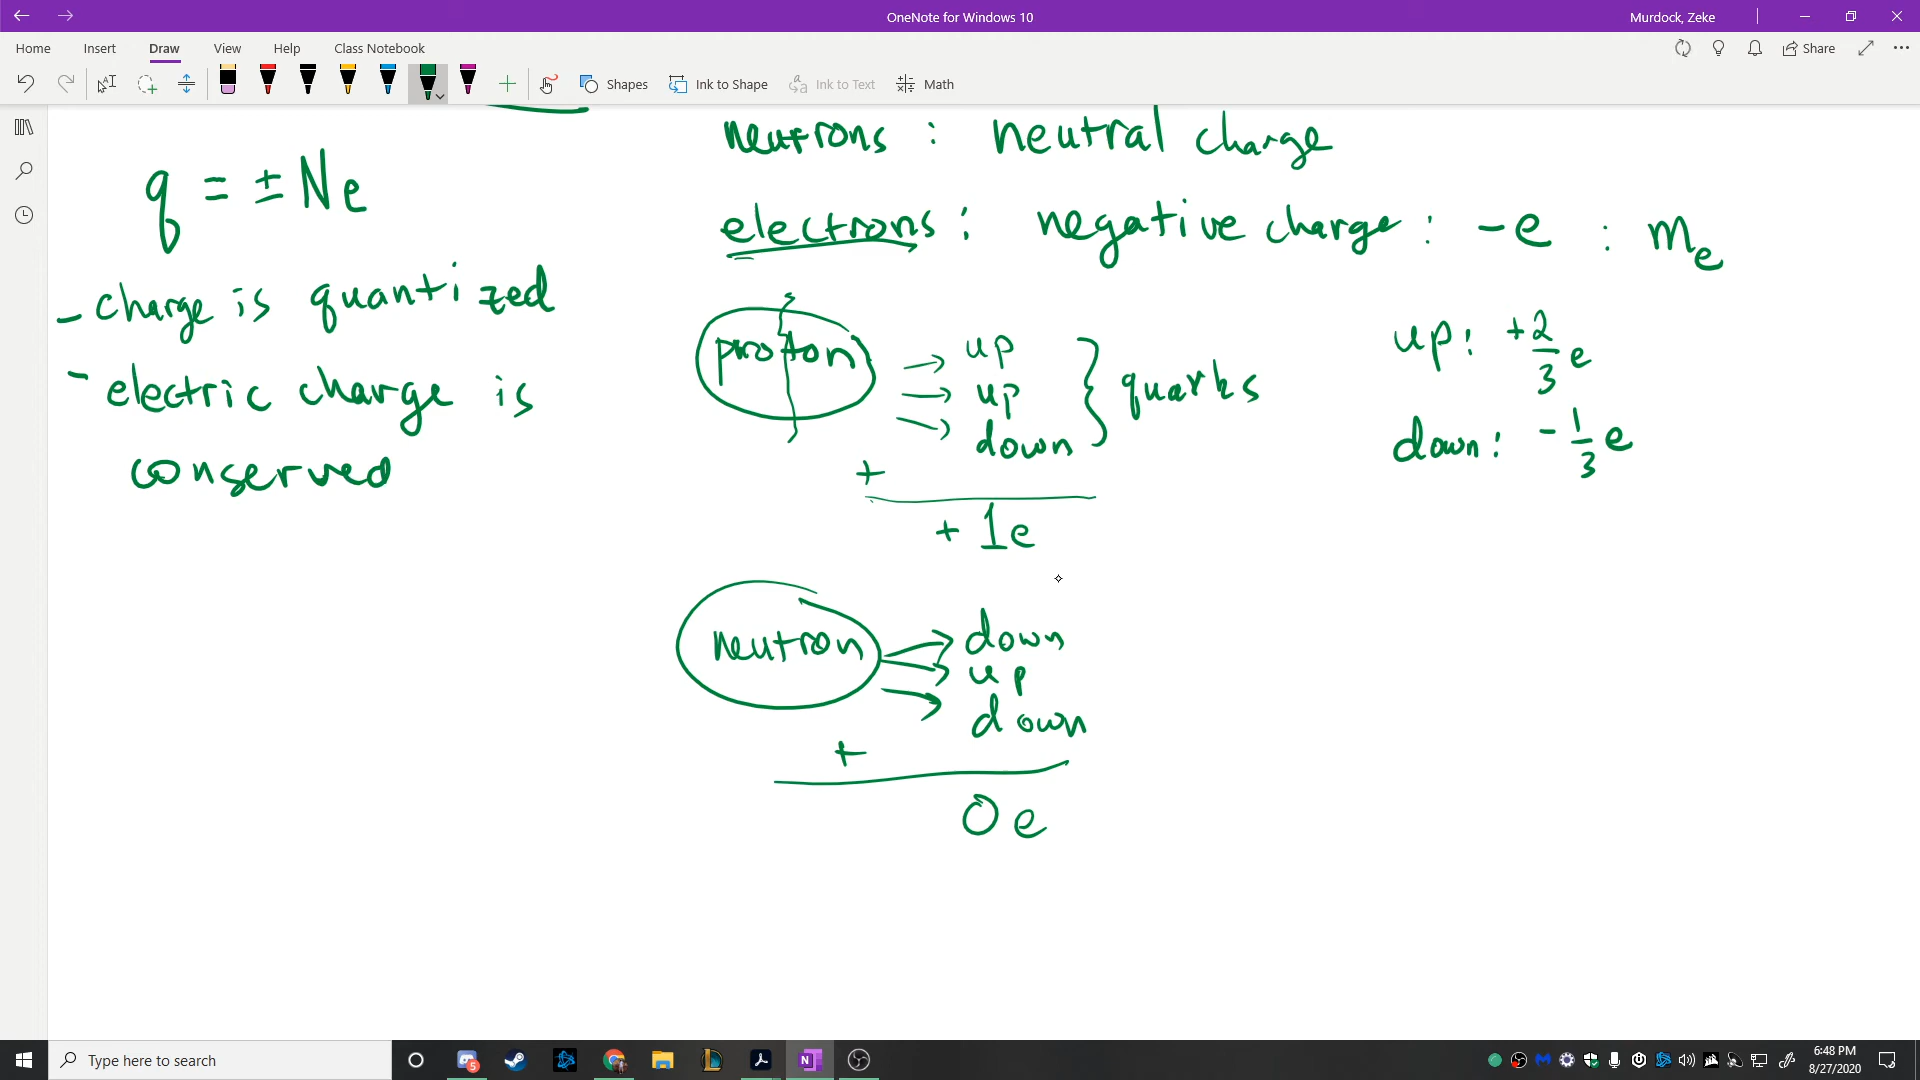 OneNote for Windows 10
Murdock, Zeke
Home Insert Draw View Help Class Notebook
Share
Shapes Ink to Shape Ink to Text Math
neutrons : neutral charge
q = ± Ne
electrons : negative charge : -e : me
- charge is quantized
- electric charge is
conserved
proton
up
up
down
quarks
+
+ 1e
up: +2/3 e
down: -1/3 e
neutron
down
up
down
+
0 e
Type here to search
5
N
6:48 PM
8/27/2020